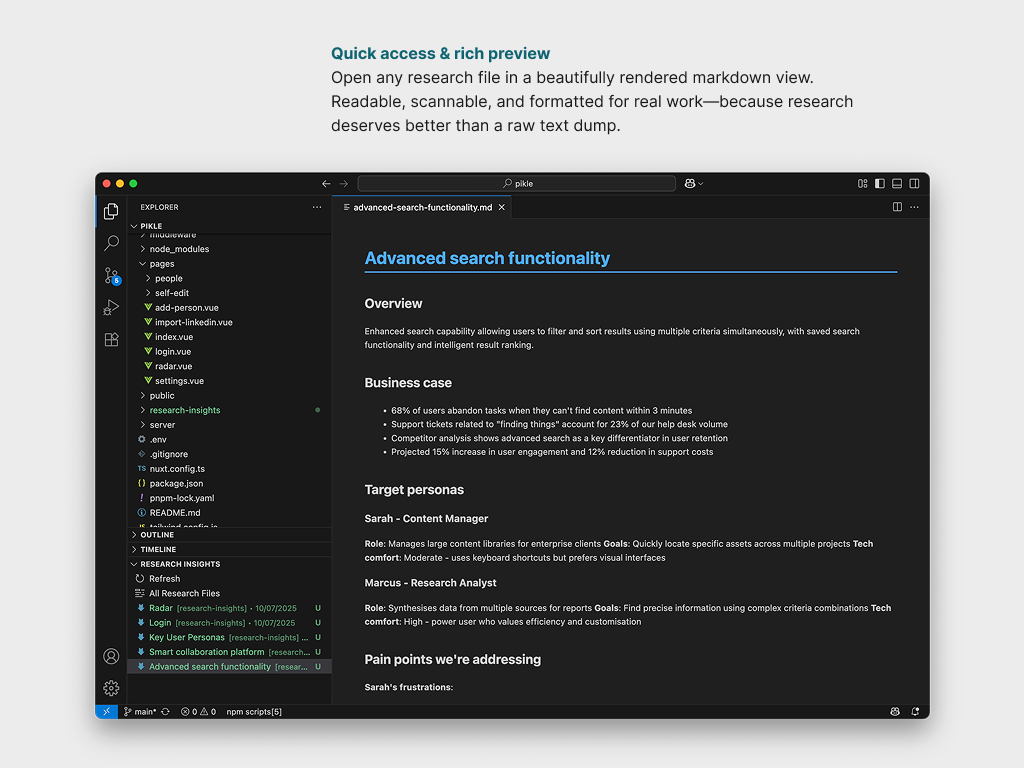 Quick access & rich preview
Open any research file in a beautifully rendered markdown view.
Readable, scannable, and formatted for real work—because research
deserves better than a raw text dump.
pikle
EXPLORER
advanced-search-functionality.md
PIKLE
middleware
node_modules
pages
people
self-edit
add-person.vue
import-linkedin.vue
index.vue
login.vue
radar.vue
settings.vue
public
research-insights
server
.env
.gitignore
TS nuxt.config.ts
{} package.json
! pnpm-lock.yaml
README.md
JS tailwind.config.js
OUTLINE
TIMELINE
RESEARCH INSIGHTS
Refresh
All Research Files
Radar [research-insights] • 10/07/2025 U
Login [research-insights] • 10/07/2025 U
Key User Personas [research-insights] ... U
Smart collaboration platform [research... U
Advanced search functionality [resear... U
6
Advanced search functionality
Overview
Enhanced search capability allowing users to filter and sort results using multiple criteria simultaneously, with saved search
functionality and intelligent result ranking.
Business case
• 68% of users abandon tasks when they can't find content within 3 minutes
• Support tickets related to "finding things" account for 23% of our help desk volume
• Competitor analysis shows advanced search as a key differentiator in user retention
• Projected 15% increase in user engagement and 12% reduction in support costs
Target personas
Sarah - Content Manager
Role: Manages large content libraries for enterprise clients Goals: Quickly locate specific assets across multiple projects Tech
comfort: Moderate - uses keyboard shortcuts but prefers visual interfaces
Marcus - Research Analyst
Role: Synthesises data from multiple sources for reports Goals: Find precise information using complex criteria combinations Tech
comfort: High - power user who values efficiency and customisation
Pain points we're addressing
Sarah's frustrations:
main* 0 0 npm scripts[5]